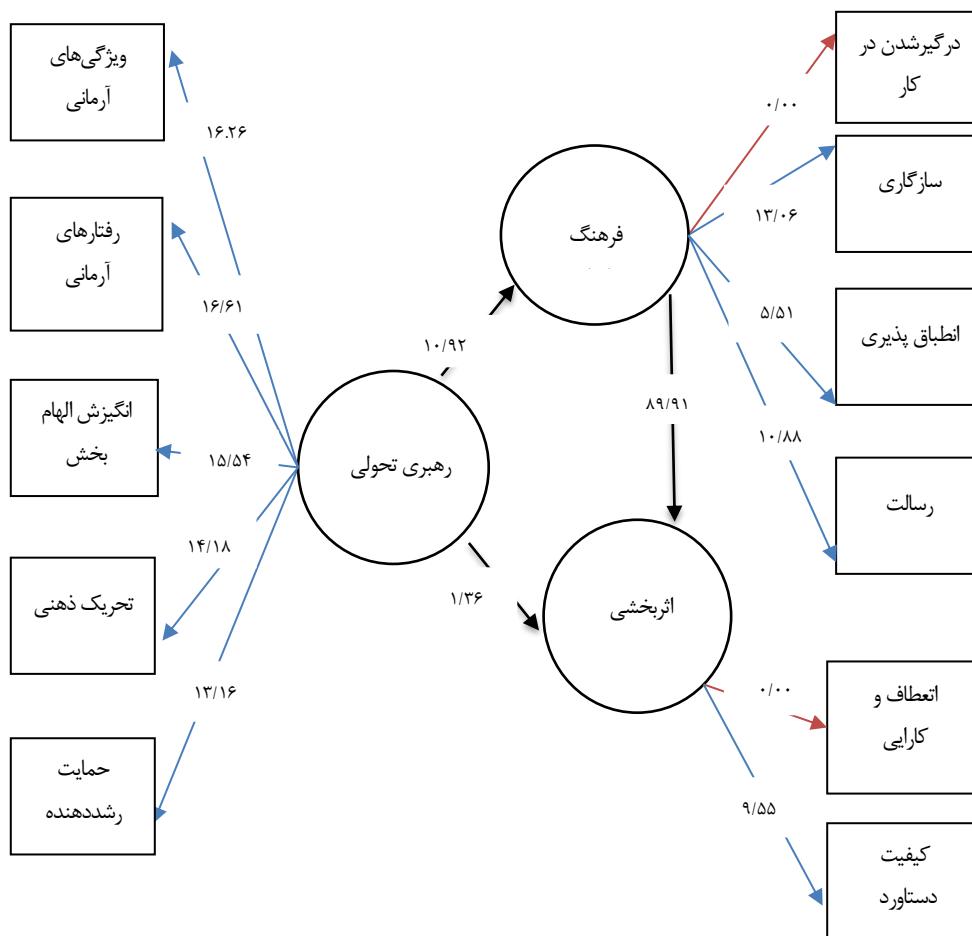 ویژگی‌های
آرمانی
رفتارهای
آرمانی
انگیزش الهام
بخش
تحریک ذهنی
حمایت
رشددهنده
۱۶.۲۶
۱۶/۶۱
۱۵/۵۴
۱۴/۱۸
۱۳/۱۶
رهبری تحولی
۱۰/۹۲
۱/۳۶
فرهنگ
۸۹/۹۱
اثربخشی
۰/۰۰
۱۳/۰۶
۵/۵۱
۱۰/۸۸
۰/۰۰
۹/۵۵
درگیرشدن در
کار
سازگاری
انطباق پذیری
رسالت
اتعطاف و
کارایی
کیفیت
دستاورد